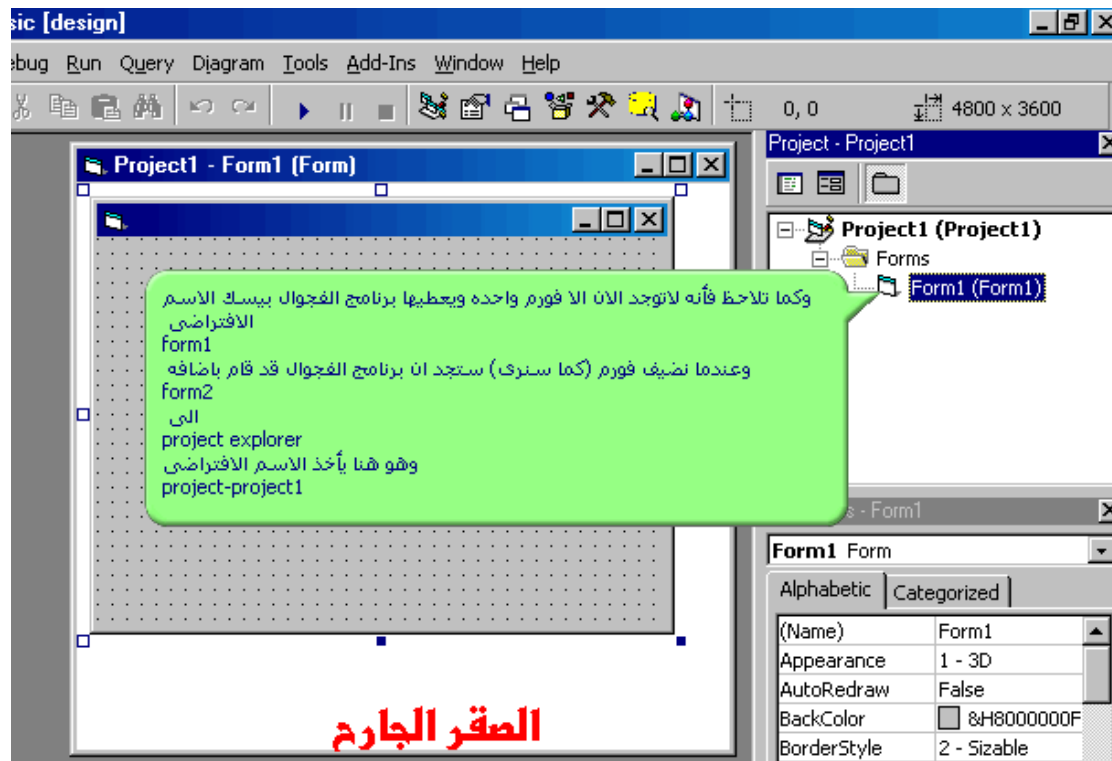 sic [design]
ebug Run Query Diagram Tools Add-Ins Window Help
0, 0 4800 x 3600
Project1 - Form1 (Form)
Project - Project1
Project1 (Project1)
Forms
Form1 (Form1)
وكما تلاحظ فأنه لاتوجد الان الا فورم واحده ويعطيها برنامج الفجوال بيسك الاسم
الافتراضى
form1
وعندما نضيف فورم (كما سنرى) ستجد ان برنامج الفجوال قد قام باضافه
form2
الى
project explorer
وهو هنا يأخذ الاسم الافتراضى
project-project1
s - Form1
Form1 Form
Alphabetic Categorized
(Name) Form1
Appearance 1 - 3D
AutoRedraw False
BackColor &H8000000F
BorderStyle 2 - Sizable
الصقر الجارح